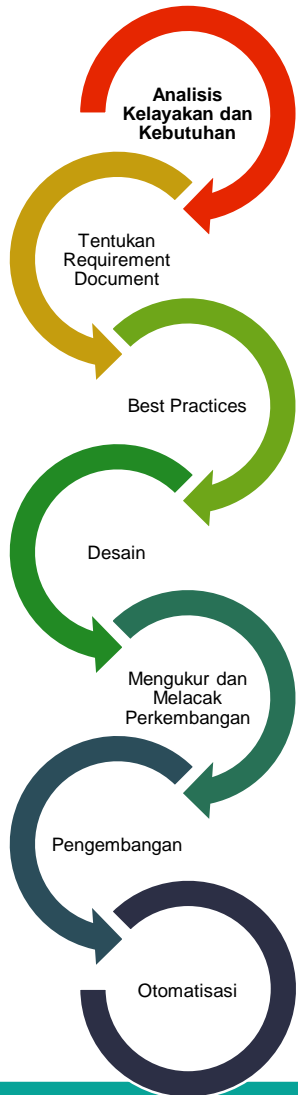 Analisis
Kelayakan dan
Kebutuhan
Tentukan
Requirement
Document
Best Practices
Desain
Mengukur dan
Melacak
Perkembangan
Pengembangan
Otomatisasi